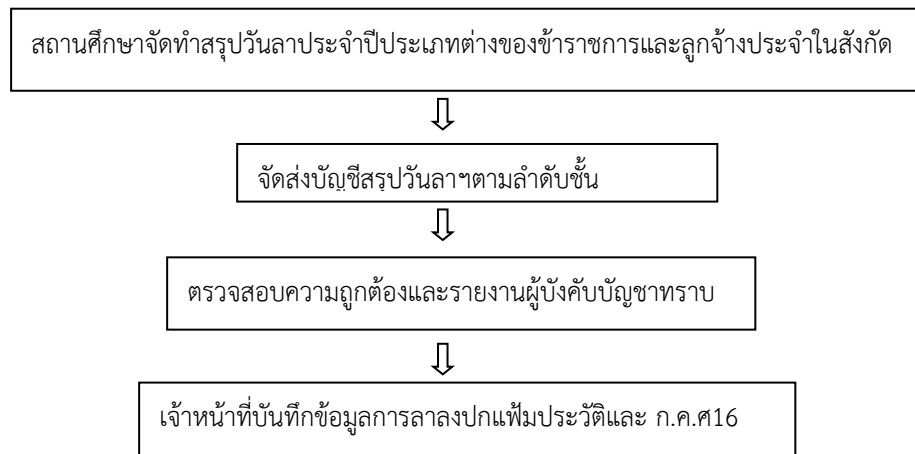 สถานศึกษาจัดทำสรุปวันลาประจำปีประเภทต่างของข้าราชการและลูกจ้างประจำในสังกัด
จัดส่งบัญชีสรุปวันลาฯตามลำดับชั้น
ตรวจสอบความถูกต้องและรายงานผู้บังคับบัญชาทราบ
เจ้าหน้าที่บันทึกข้อมูลการลาลงปกแฟ้มประวัติและ ก.ค.ศ16